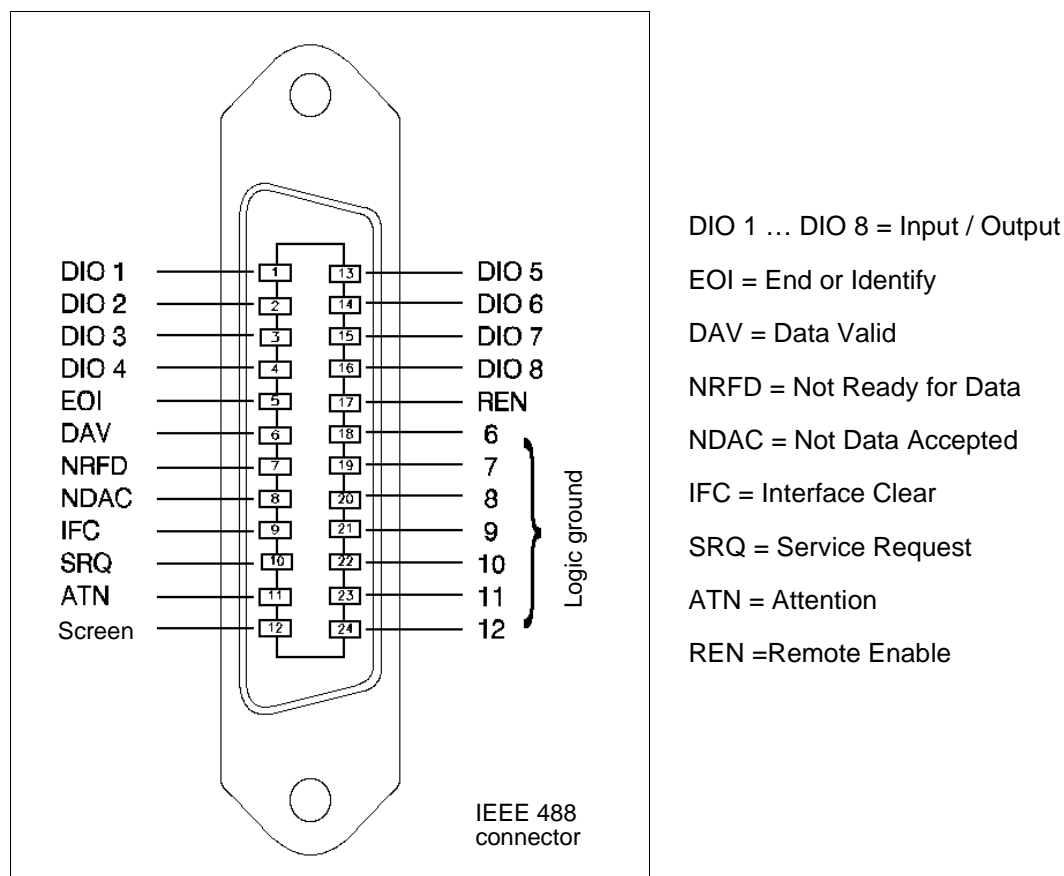 DIO 1
DIO 2
DIO 3
DIO 4
EOI
DAV
NRFD
NDAC
IFC
SRQ
ATN
Screen
1
2
3
4
5
6
7
8
9
10
11
12
13
14
15
16
17
18
19
20
21
22
23
24
DIO 5
DIO 6
DIO 7
DIO 8
REN
6
7
8
9
10
11
12
Logic ground
IEEE 488
connector
DIO 1 … DIO 8 = Input / Output
EOI = End or Identify
DAV = Data Valid
NRFD = Not Ready for Data
NDAC = Not Data Accepted
IFC = Interface Clear
SRQ = Service Request
ATN = Attention
REN =Remote Enable